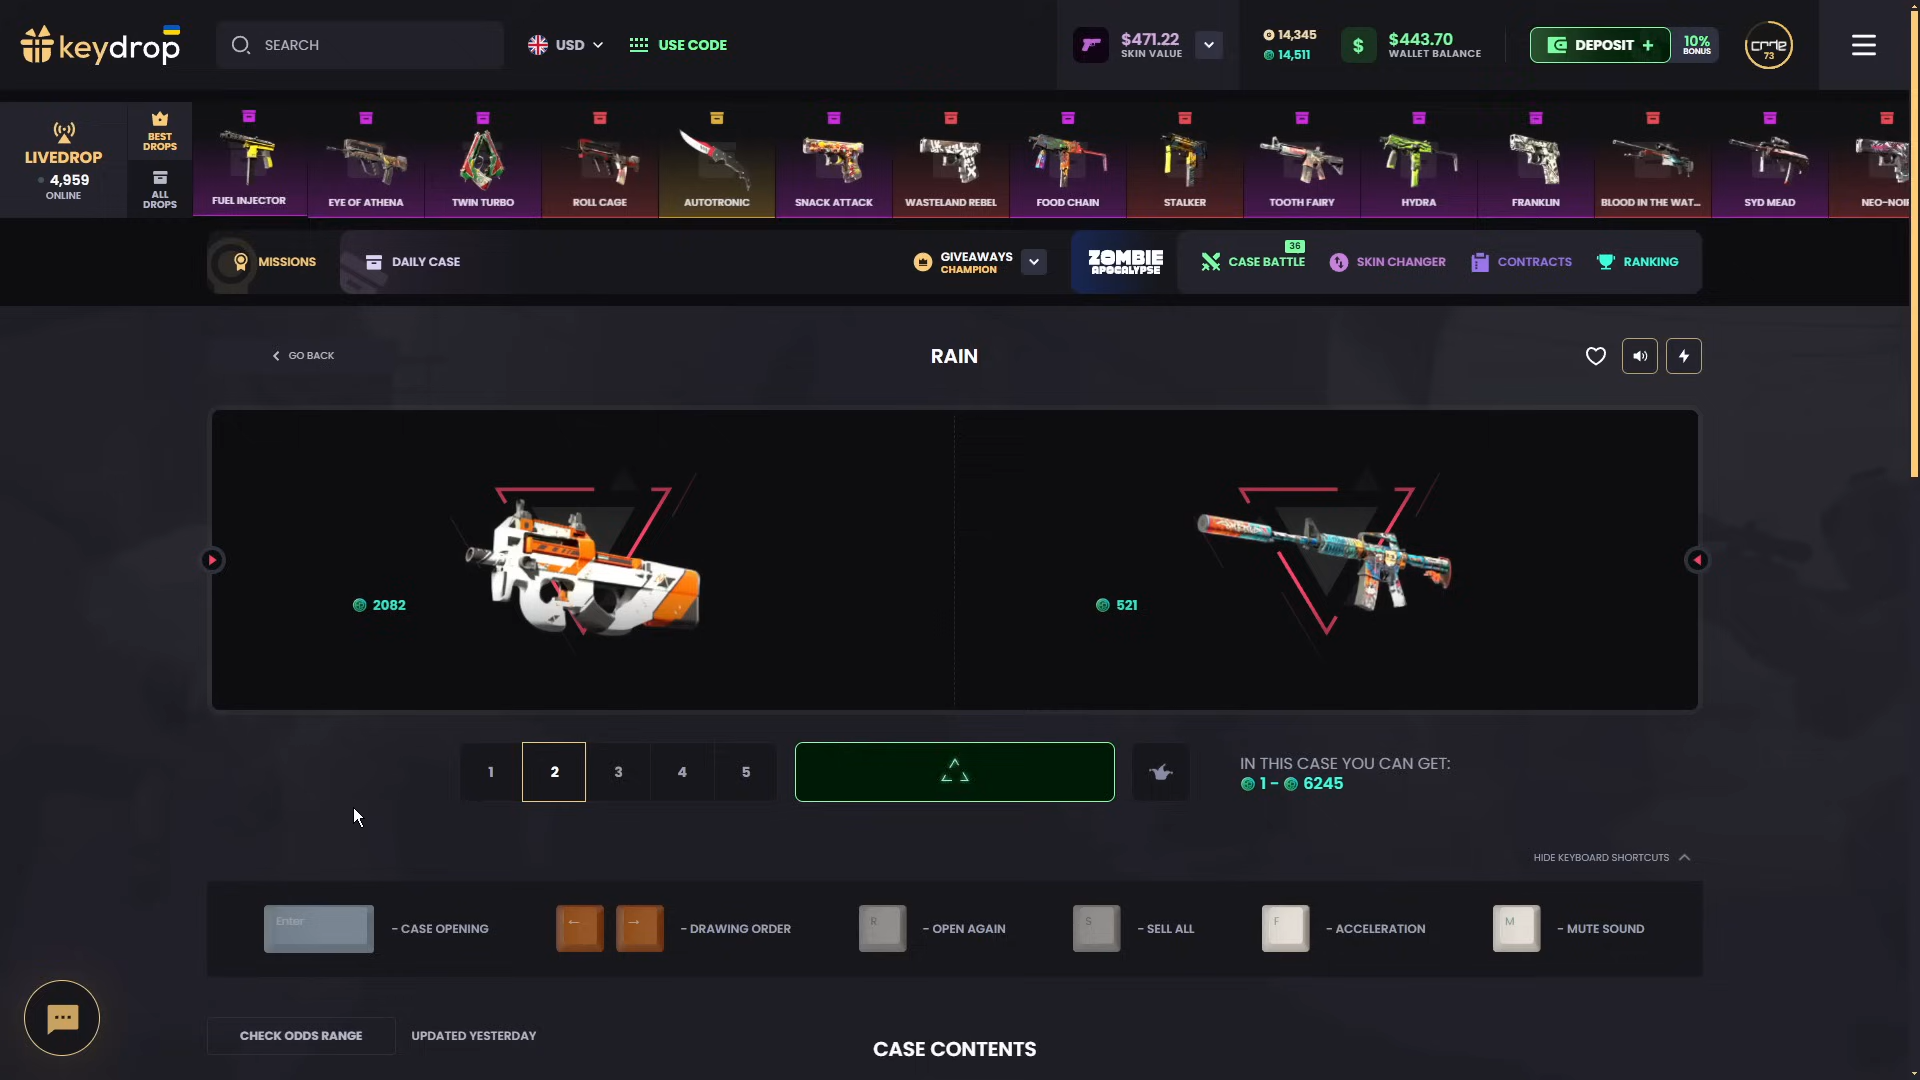 keydrop
SEARCH
USD
USE CODE
$471.22
SKIN VALUE
14,345
14,511
$
$443.70
WALLET BALANCE
DEPOSIT +
10%
BONUS
73
LIVEDROP
4,959
ONLINE
BEST
DROPS
ALL
DROPS
FUEL INJECTOR
EYE OF ATHENA
TWIN TURBO
ROLL CAGE
AUTOTRONIC
SNACK ATTACK
WASTELAND REBEL
FOOD CHAIN
STALKER
TOOTH FAIRY
HYDRA
FRANKLIN
BLOOD IN THE WAT...
SYD MEAD
NEO-NOIR
MISSIONS
DAILY CASE
GIVEAWAYS
CHAMPION
ZOMBIE
APOCALYPSE
36
CASE BATTLE
SKIN CHANGER
CONTRACTS
RANKING
GO BACK
RAIN
2082
521
1
2
3
4
5
IN THIS CASE YOU CAN GET:
1 - 6245
HIDE KEYBOARD SHORTCUTS
Enter
- CASE OPENING
← →
- DRAWING ORDER
R
- OPEN AGAIN
S
- SELL ALL
F
- ACCELERATION
M
- MUTE SOUND
CHECK ODDS RANGE
UPDATED YESTERDAY
CASE CONTENTS